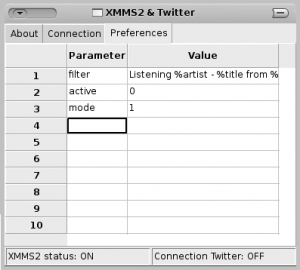 XMMS2 & Twitter
About Connection Preferences
Parameter Value
1 filter Listening %artist - %title from %
2 active 0
3 mode 1
4
5
6
7
8
9
10
XMMS2 status: ON Connection Twitter: OFF